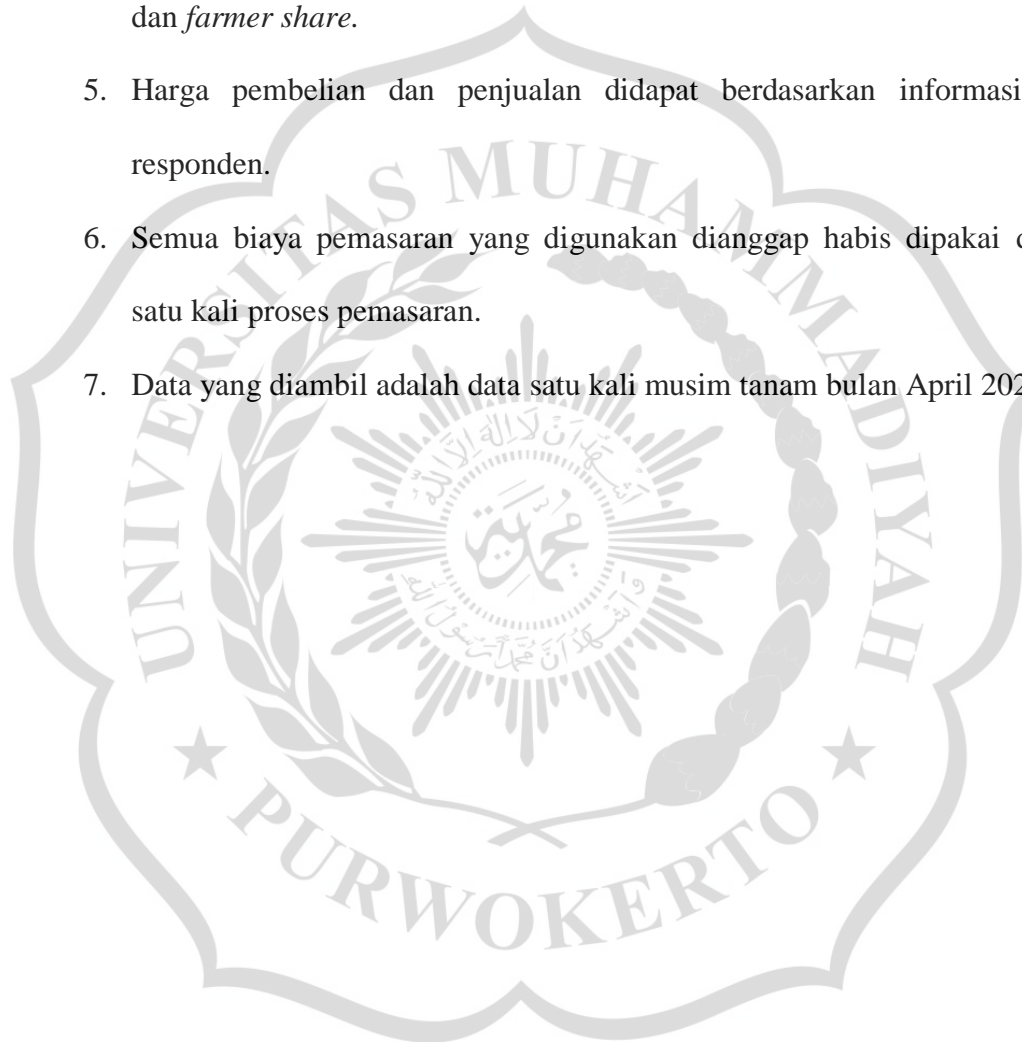 dan farmer share.
5. Harga pembelian dan penjualan didapat berdasarkan informasi
responden.
6. Semua biaya pemasaran yang digunakan dianggap habis dipakai
satu kali proses pemasaran.
7. Data yang diambil adalah data satu kali musim tanam bulan April
UNIVERSITAS MUHAMMADIYAH
PURWOKERTO